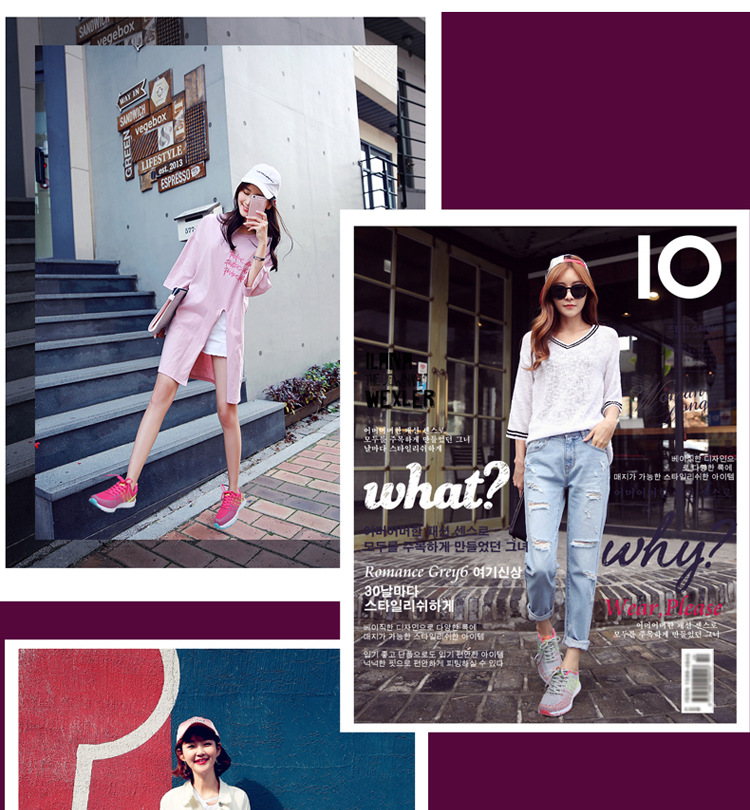 SANDWICH
vegebox
WAY IN
SANDWICH
vegebox
GREEN
LIFESTYLE
est. 2013
ESPRESSO
577
10
ILANA
WEXLER
어머어머한 패션 센스로
모두를 주목하게 만들었던 그녀
날마다 스타일리쉬하게
베이직한 디자인으
로 다양한 룩에
매치가 가능한 스타일리쉬한 아이템
what?
why?
어머어머한 패션 센스로
모두를 주목하게 만들었던 그녀
Romance Grey6 여기신상
30날마다
스타일리쉬하게
Wear, Please
어머어머한 패션 센스로
모두를 주목하게 만들었던 그녀
베이직한 디자인으로 다양한 룩에
매치가 가능한 스타일리쉬한 아이템
입기 좋고 단품으로도 입기 편안한 아이템
넉넉한 핏으로 편안하게 피팅하실 수 있다